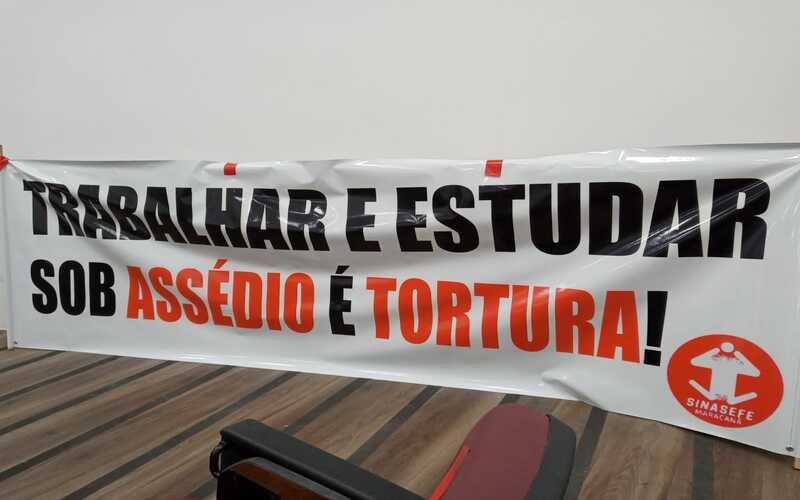 TRABALHAR E ESTUDAR
SOB ASSÉDIO É TORTURA!
SINASEFE
MARACANÃ